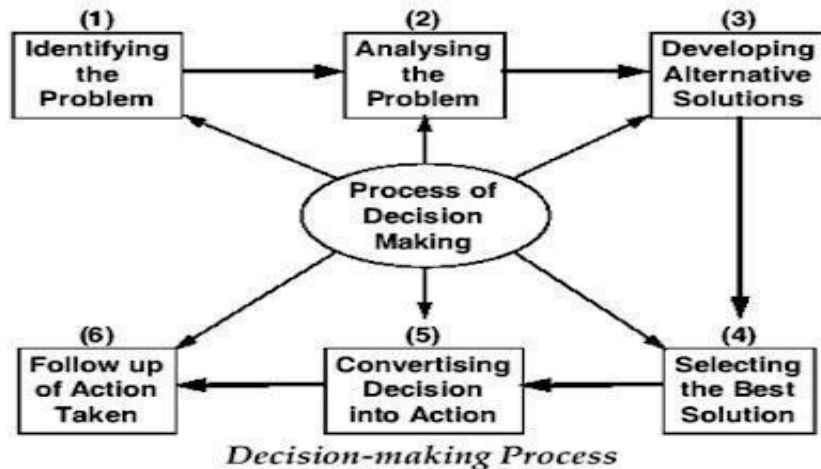 (1)
Identifying
the
Problem
(2)
Analysing
the
Problem
(3)
Developing
Alternative
Solutions
Process of
Decision
Making
(6)
Follow up
of Action
Taken
(5)
Convertising
Decision
into Action
(4)
Selecting
the Best
Solution
Decision-making Process